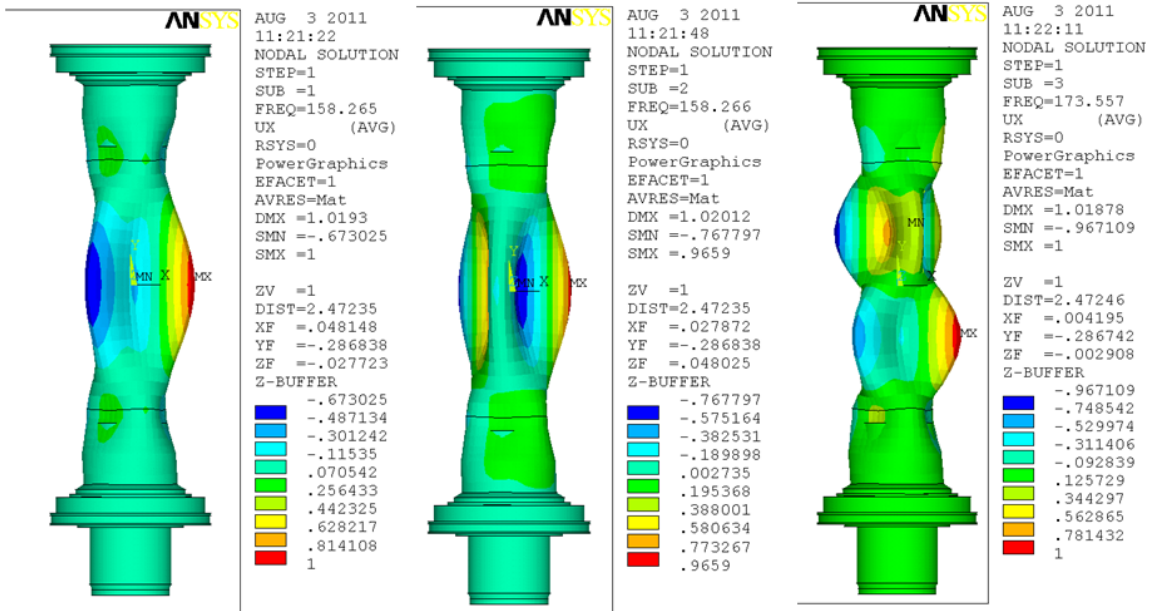 ANSYS
AUG 3 2011
11:21:22
NODAL SOLUTION
STEP=1
SUB =1
FREQ=158.265
UX (AVG)
RSYS=0
PowerGraphics
EFACET=1
AVRES=Mat
DMX =1.0193
SMN =-.673025
SMX =1
ZV =1
DIST=2.47235
XF =.048148
YF =-.286838
ZF =-.027723
Z-BUFFER
-.673025
-.487134
-.301242
-.11535
.070542
.256433
.442325
.628217
.814108
1
Y
MN X MX
ANSYS
AUG 3 2011
11:21:48
NODAL SOLUTION
STEP=1
SUB =2
FREQ=158.266
UX (AVG)
RSYS=0
PowerGraphics
EFACET=1
AVRES=Mat
DMX =1.02012
SMN =-.767797
SMX =.9659
ZV =1
DIST=2.47235
XF =.027872
YF =-.286838
ZF =.048025
Z-BUFFER
-.767797
-.575164
-.382531
-.189898
.002735
.195368
.388001
.580634
.773267
.9659
Y
MN X MX
ANSYS
AUG 3 2011
11:22:11
NODAL SOLUTION
STEP=1
SUB =3
FREQ=173.557
UX (AVG)
RSYS=0
PowerGraphics
EFACET=1
AVRES=Mat
DMX =1.01878
SMN =-.967109
SMX =1
ZV =1
DIST=2.47246
XF =.004195
YF =-.286742
ZF =-.002908
Z-BUFFER
-.967109
-.748542
-.529974
-.311406
-.092839
.125729
.344297
.562865
.781432
1
MN
Y
X
MX